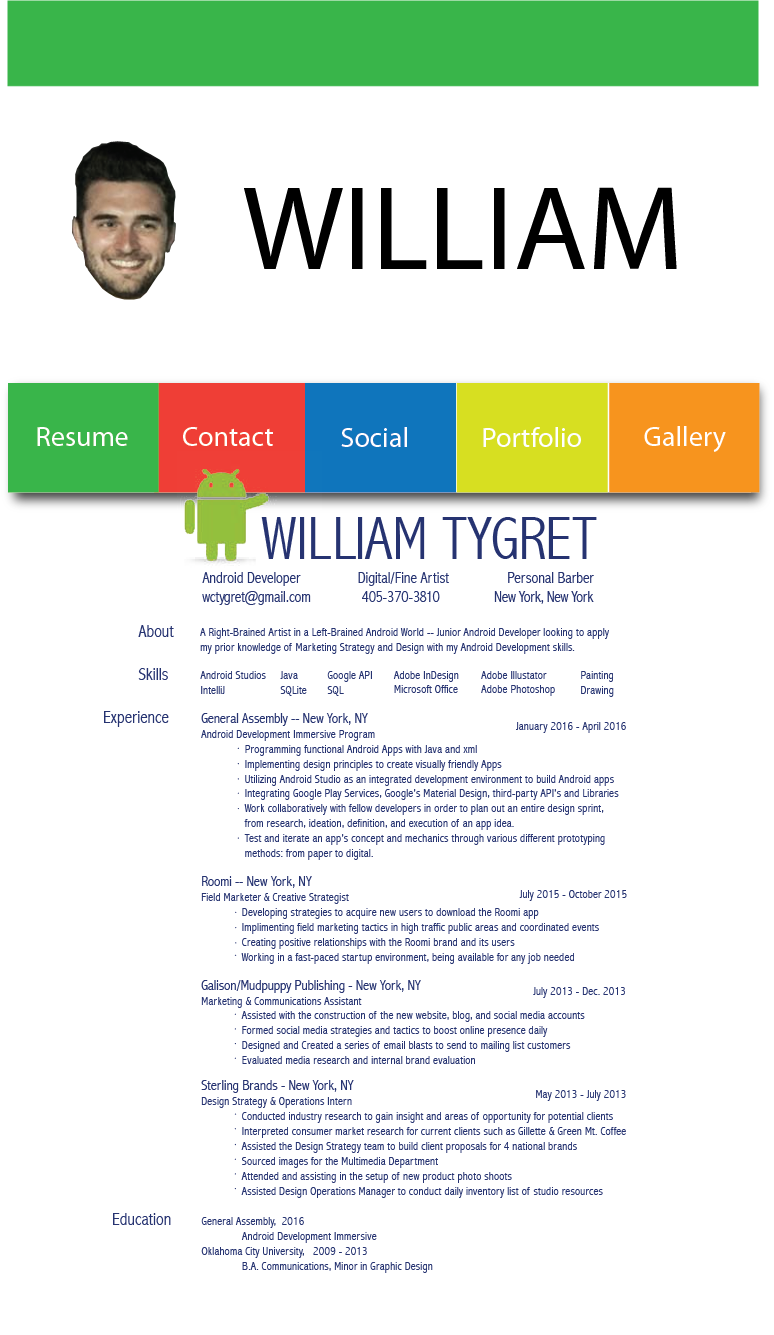 WILLIAM
Resume Contact Social Portfolio Gallery
WILLIAM TYGRET
Android Developer Digital/Fine Artist Personal Barber
wctygret@gmail.com 405-370-3810 New York, New York
About A Right-Brained Artist in a Left-Brained Android World -- Junior Android Developer looking to apply
my prior knowledge of Marketing Strategy and Design with my Android Development skills.
Skills Android Studios Java Google API Adobe InDesign Adobe Illustator Painting
IntelliJ SQLite SQL Microsoft Office Adobe Photoshop Drawing
Experience General Assembly -- New York, NY January 2016 - April 2016
Android Development Immersive Program
· Programming functional Android Apps with Java and xml
· Implementing design principles to create visually friendly Apps
· Utilizing Android Studio as an integrated development environment to build Android apps
· Integrating Google Play Services, Google's Material Design, third-party API's and Libraries
· Work collaboratively with fellow developers in order to plan out an entire design sprint,
from research, ideation, definition, and execution of an app idea.
· Test and iterate an app's concept and mechanics through various different prototyping
methods: from paper to digital.
Roomi -- New York, NY July 2015 - October 2015
Field Marketer & Creative Strategist
· Developing strategies to acquire new users to download the Roomi app
· Implimenting field marketing tactics in high traffic public areas and coordinated events
· Creating positive relationships with the Roomi brand and its users
· Working in a fast-paced startup environment, being available for any job needed
Galison/Mudpuppy Publishing - New York, NY July 2013 - Dec. 2013
Marketing & Communications Assistant
· Assisted with the construction of the new website, blog, and social media accounts
· Formed social media strategies and tactics to boost online presence daily
· Designed and Created a series of email blasts to send to mailing list customers
· Evaluated media research and internal brand evaluation
Sterling Brands - New York, NY May 2013 - July 2013
Design Strategy & Operations Intern
· Conducted industry research to gain insight and areas of opportunity for potential clients
· Interpreted consumer market research for current clients such as Gillette & Green Mt. Coffee
· Assisted the Design Strategy team to build client proposals for 4 national brands
· Sourced images for the Multimedia Department
· Attended and assisting in the setup of new product photo shoots
· Assisted Design Operations Manager to conduct daily inventory list of studio resources
Education General Assembly, 2016
Android Development Immersive
Oklahoma City University, 2009 - 2013
B.A. Communications, Minor in Graphic Design